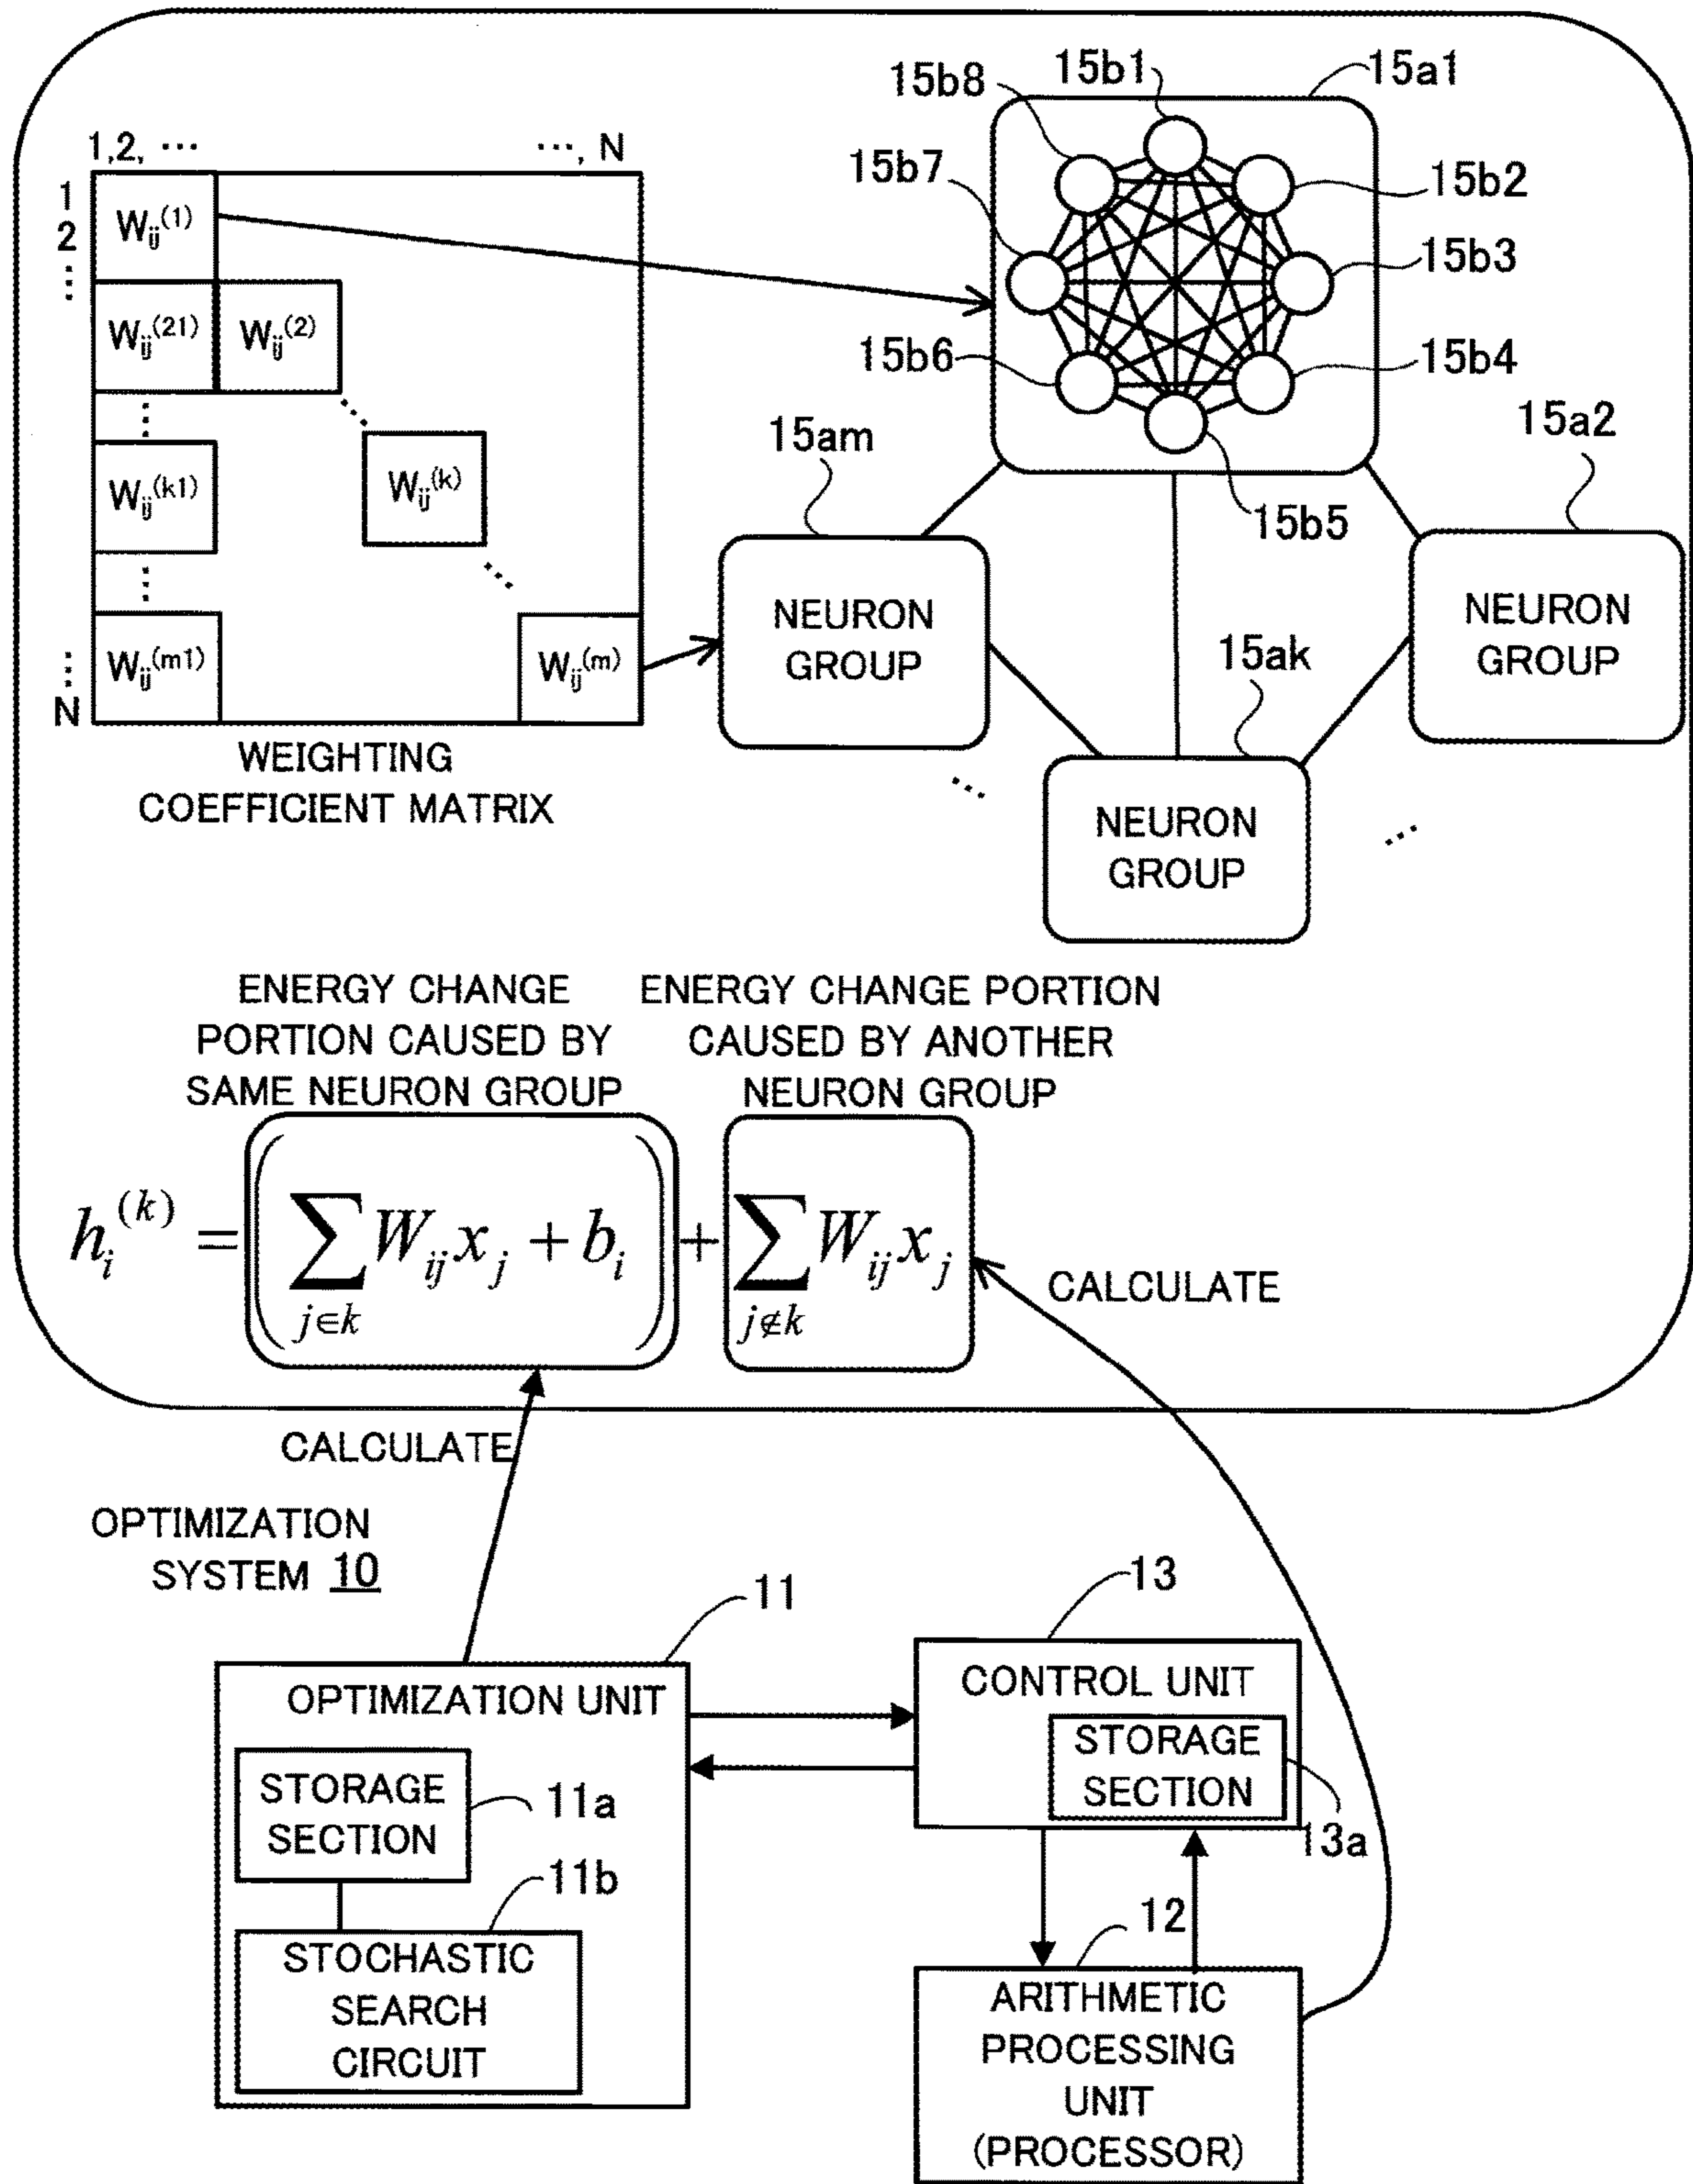 15b8
15b1
15a1
1,2, ⋯
⋯, N
15b7
15b2
1
2
⋮
W_ij^(1)
15b3
W_ij^(21)
W_ij^(2)
15b6
15b4
⋮
⋱
15am
15a2
W_ij^(k1)
W_ij^(k)
15b5
⋮
⋱
NEURON
GROUP
NEURON
GROUP
⋮
N
W_ij^(m1)
W_ij^(m)
15ak
WEIGHTING
COEFFICIENT MATRIX
⋯
NEURON
GROUP
⋯
ENERGY CHANGE
PORTION CAUSED BY
SAME NEURON GROUP
ENERGY CHANGE PORTION
CAUSED BY ANOTHER
NEURON GROUP
h_i^(k) = ( ∑_{j∈k} W_ij x_j + b_i ) + ∑_{j∉k} W_ij x_j
CALCULATE
CALCULATE
OPTIMIZATION
SYSTEM 10
11
13
OPTIMIZATION UNIT
CONTROL UNIT
STORAGE
SECTION
11a
STORAGE
SECTION
13a
11b
12
STOCHASTIC
SEARCH
CIRCUIT
ARITHMETIC
PROCESSING
UNIT
(PROCESSOR)